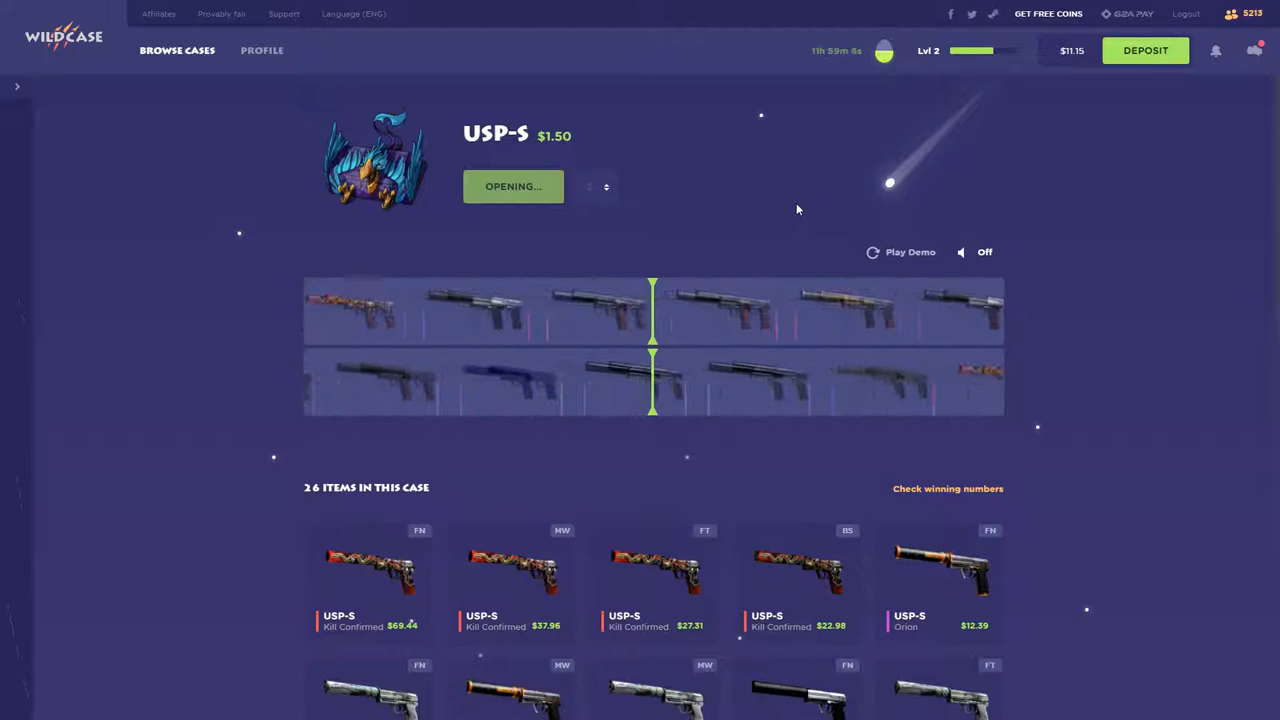 Affiliates Provably fair Support Language (ENG) GET FREE COINS G2A PAY Logout 5213
WILDCASE
BROWSE CASES PROFILE 11h 59m 6s Lvl 2 $11.15 DEPOSIT
USP-S $1.50
OPENING...
Play Demo Off
26 ITEMS IN THIS CASE Check winning numbers
FN MW FT BS FN
USP-S USP-S USP-S USP-S USP-S
Kill Confirmed $69.44 Kill Confirmed $37.96 Kill Confirmed $27.31 Kill Confirmed $22.98 Orion $12.39
FN MW MW FN FT